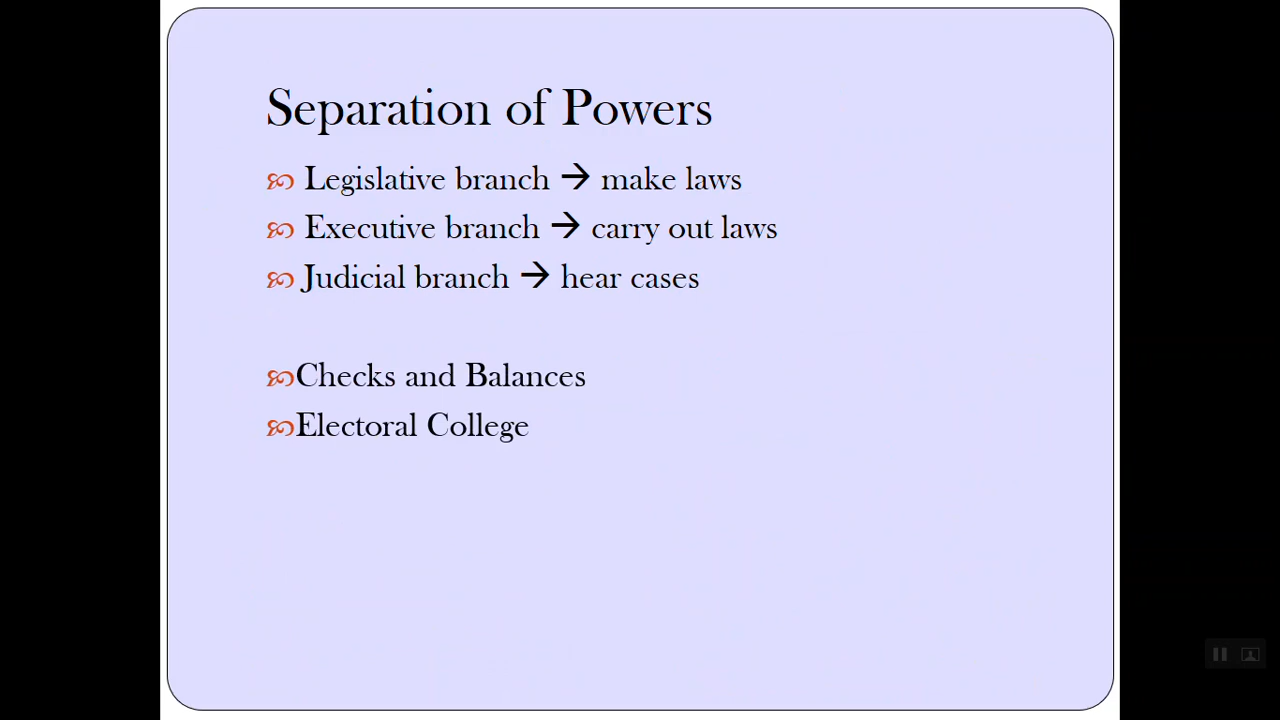 Separation of Powers
Legislative branch → make laws
Executive branch → carry out laws
Judicial branch → hear cases
Checks and Balances
Electoral College